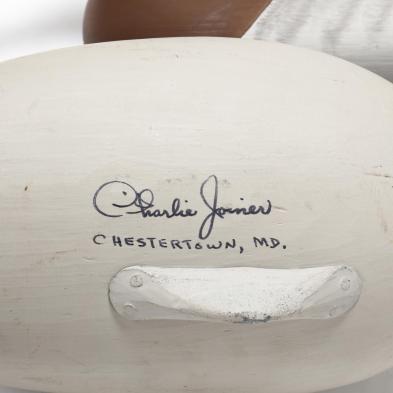 Charlie Joiner
CHESTERTOWN, MD.